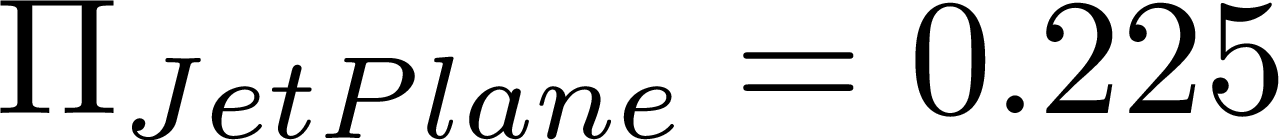 Π_{JetPlane} = 0.225